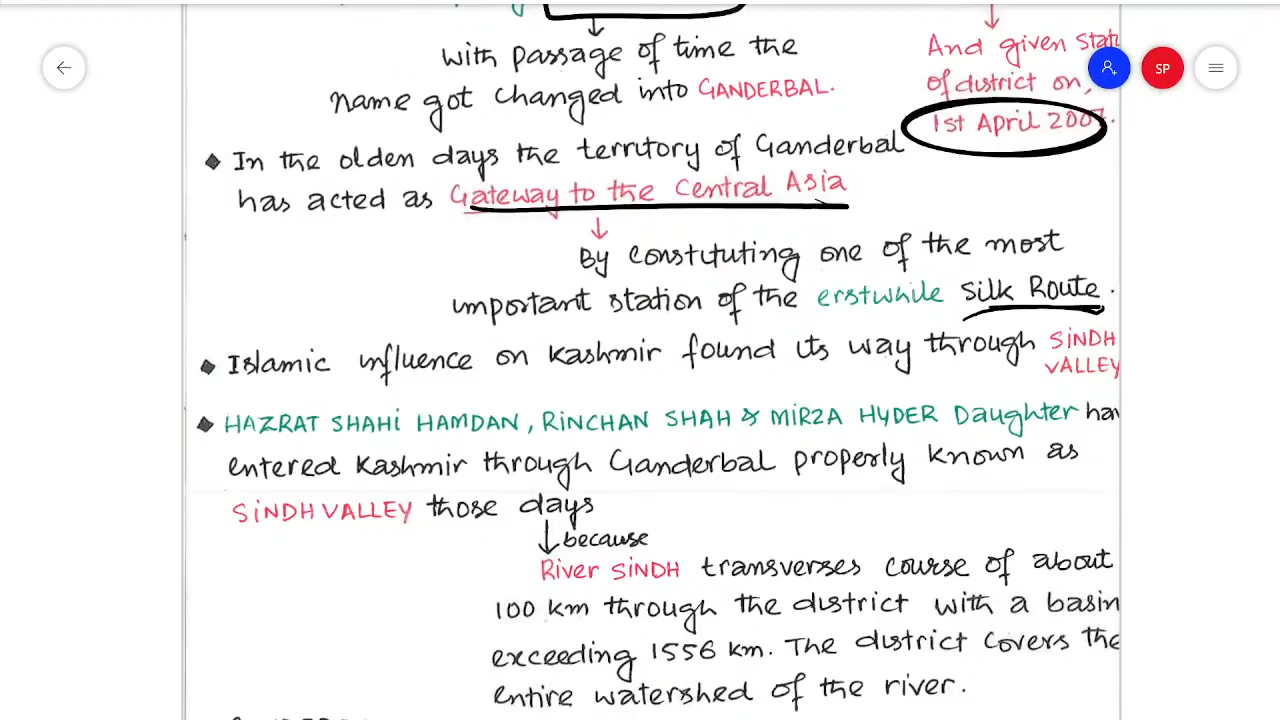 with passage of time the
name got changed into GANDERBAL.
And given stat
of district on,
1st April 2007.
SP
◆ In the olden days the territory of Ganderbal
has acted as Gateway to the Central Asia
By constituting one of the most
important station of the erstwhile Silk Route.
◆ Islamic influence on Kashmir found its way through SINDH
VALLEY
◆ HAZRAT SHAHI HAMDAN, RINCHAN SHAH & MIRZA HYDER Daughter hav
entered Kashmir through Ganderbal properly known as
SINDH VALLEY those days
because
River SINDH transverses course of about
100 km through the district with a basin
exceeding 1556 km. The district covers the
entire watershed of the river.